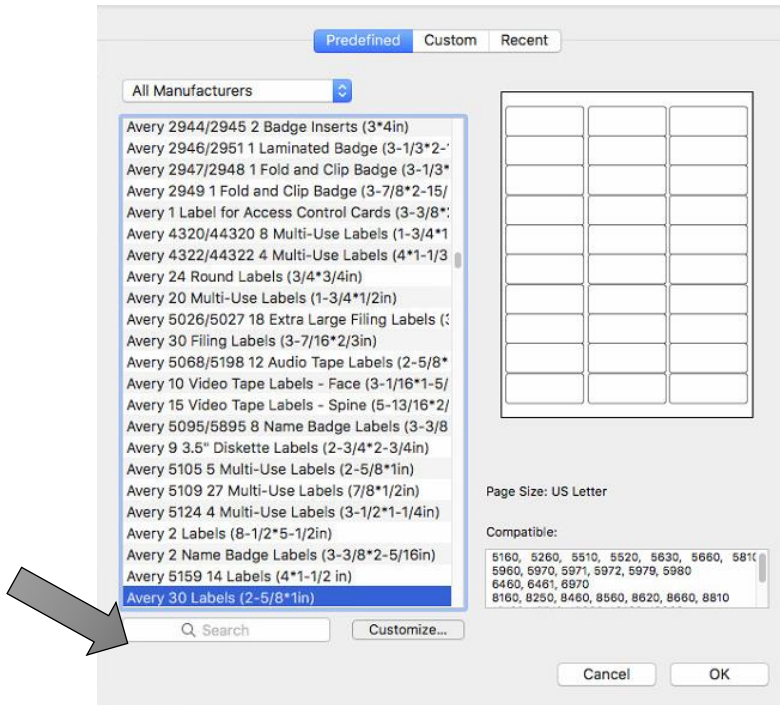 Predefined Custom Recent
All Manufacturers
Avery 2944/2945 2 Badge Inserts (3*4in)
Avery 2946/2951 1 Laminated Badge (3-1/3*2-
Avery 2947/2948 1 Fold and Clip Badge (3-1/3*
Avery 2949 1 Fold and Clip Badge (3-7/8*2-15/
Avery 1 Label for Access Control Cards (3-3/8*
Avery 4320/44320 8 Multi-Use Labels (1-3/4*1
Avery 4322/44322 4 Multi-Use Labels (4*1-1/3
Avery 24 Round Labels (3/4*3/4in)
Avery 20 Multi-Use Labels (1-3/4*1/2in)
Avery 5026/5027 18 Extra Large Filing Labels (
Avery 30 Filing Labels (3-7/16*2/3in)
Avery 5068/5198 12 Audio Tape Labels (2-5/8*
Avery 10 Video Tape Labels - Face (3-1/16*1-5/
Avery 15 Video Tape Labels - Spine (5-13/16*2/
Avery 5095/5895 8 Name Badge Labels (3-3/8
Avery 9 3.5" Diskette Labels (2-3/4*2-3/4in)
Avery 5105 5 Multi-Use Labels (2-5/8*1in)
Avery 5109 27 Multi-Use Labels (7/8*1/2in)
Avery 5124 4 Multi-Use Labels (3-1/2*1-1/4in)
Avery 2 Labels (8-1/2*5-1/2in)
Avery 2 Name Badge Labels (3-3/8*2-5/16in)
Avery 5159 14 Labels (4*1-1/2 in)
Avery 30 Labels (2-5/8*1in)
Search
Customize...
Page Size: US Letter
Compatible:
5160, 5260, 5510, 5520, 5630, 5660, 5810
5960, 5970, 5971, 5972, 5979, 5980
6460, 6461, 6970
8160, 8250, 8460, 8560, 8620, 8660, 8810
Cancel OK